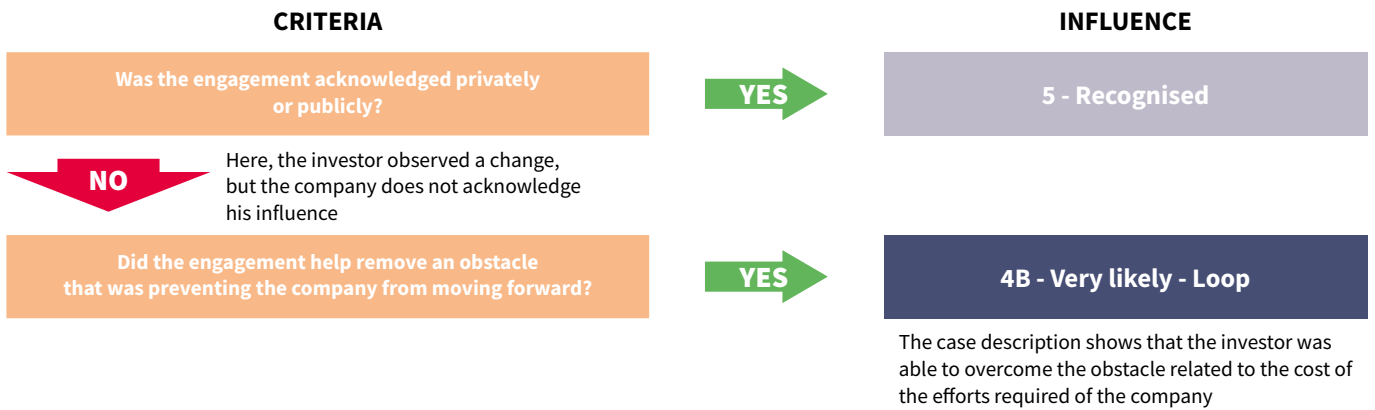 CRITERIA
INFLUENCE
Was the engagement acknowledged privately
or publicly?
YES
5 - Recognised
NO
Here, the investor observed a change,
but the company does not acknowledge
his influence
Did the engagement help remove an obstacle
that was preventing the company from moving forward?
YES
4B - Very likely - Loop
The case description shows that the investor was
able to overcome the obstacle related to the cost of
the efforts required of the company